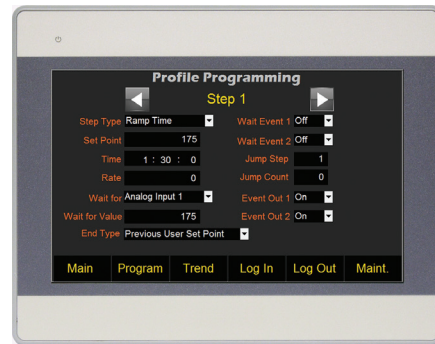 Profile Programming
Step 1
Step Type Ramp Time Wait Event 1 Off
Set Point 175 Wait Event 2 Off
Time 1 : 30 : 0 Jump Step 1
Rate 0 Jump Count 0
Wait for Analog Input 1 Event Out 1 On
Wait for Value 175 Event Out 2 On
End Type Previous User Set Point
Main Program Trend Log In Log Out Maint.